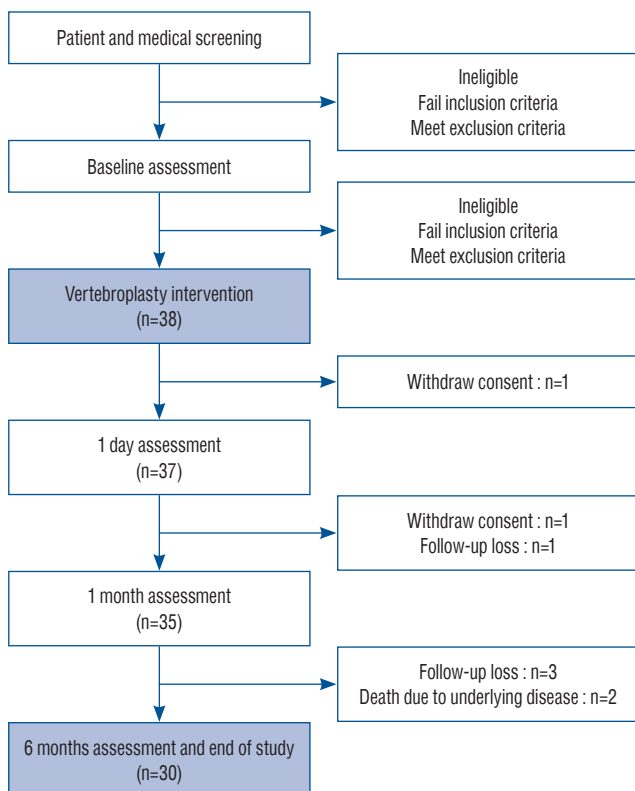 Patient and medical screening
Ineligible
Fail inclusion criteria
Meet exclusion criteria
Baseline assessment
Ineligible
Fail inclusion criteria
Meet exclusion criteria
Vertebroplasty intervention
(n=38)
Withdraw consent : n=1
1 day assessment
(n=37)
Withdraw consent : n=1
Follow-up loss : n=1
1 month assessment
(n=35)
Follow-up loss : n=3
Death due to underlying disease : n=2
6 months assessment and end of study
(n=30)